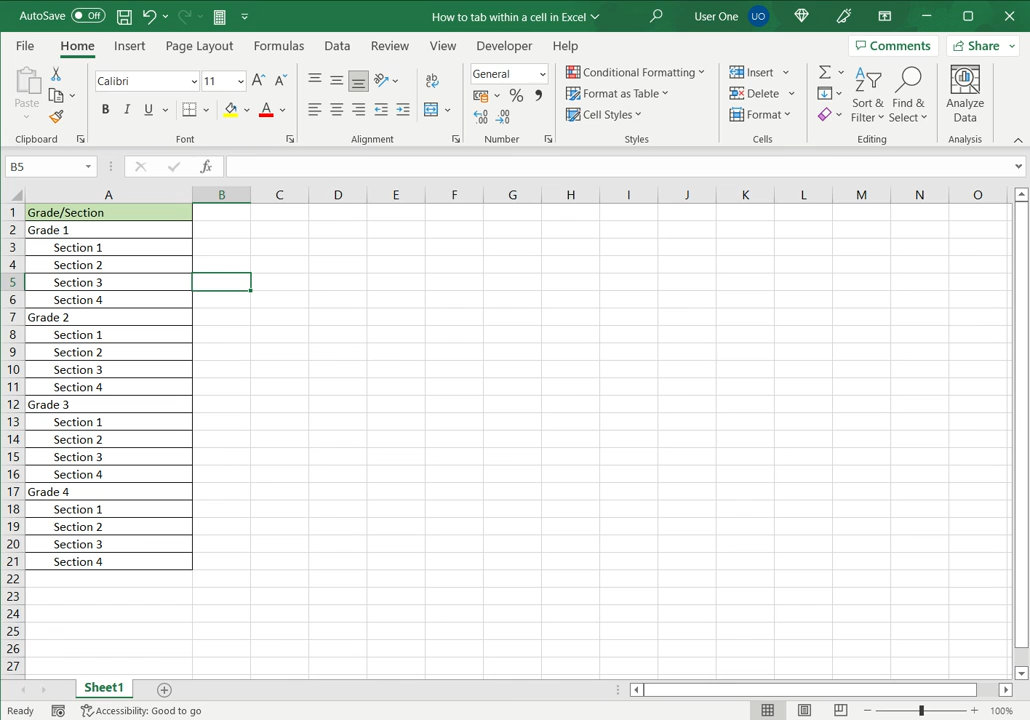 AutoSave Off How to tab within a cell in Excel User One UO
File Home Insert Page Layout Formulas Data Review View Developer Help Comments Share
Paste
Clipboard
Calibri 11
B I U A
Font
ab
Alignment
General
%
Number
Conditional Formatting
Format as Table
Cell Styles
Styles
Insert
Delete
Format
Cells
Sort & Filter
Find & Select
Editing
Analyze Data
Analysis
B5 fx
A B C D E F G H I J K L M N O
1 Grade/Section
2 Grade 1
3 Section 1
4 Section 2
5 Section 3
6 Section 4
7 Grade 2
8 Section 1
9 Section 2
10 Section 3
11 Section 4
12 Grade 3
13 Section 1
14 Section 2
15 Section 3
16 Section 4
17 Grade 4
18 Section 1
19 Section 2
20 Section 3
21 Section 4
22
23
24
25
26
27
Sheet1
Ready Accessibility: Good to go 100%